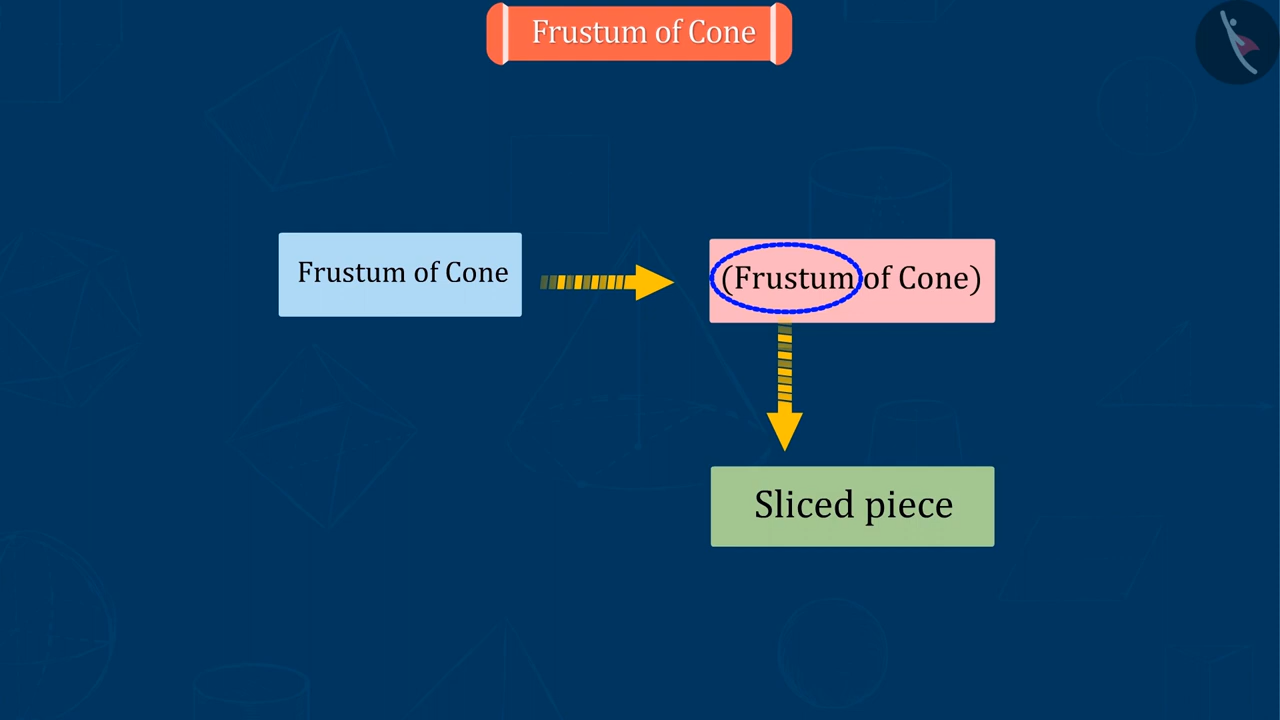 Frustum of Cone
Frustum of Cone
(Frustum of Cone)
Sliced piece